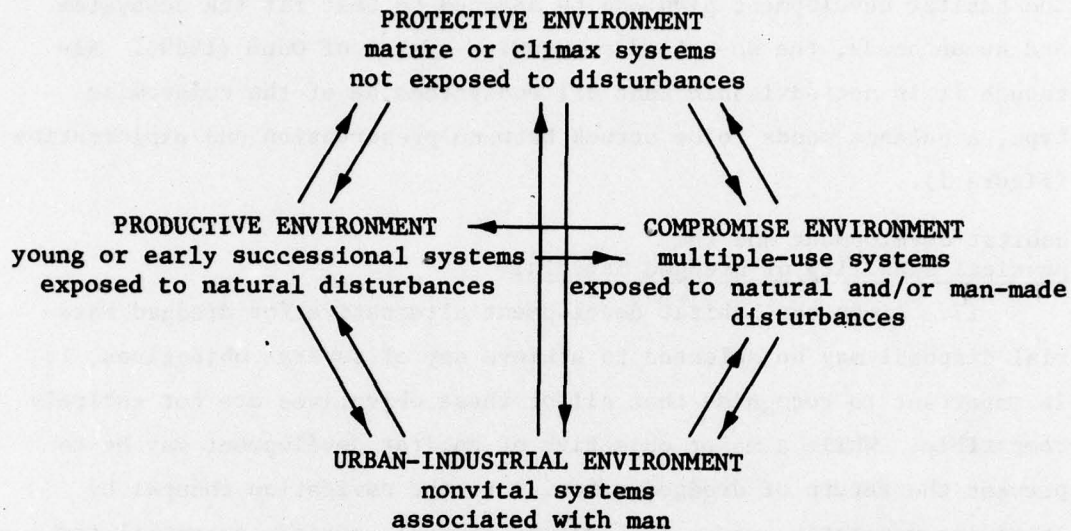 PROTECTIVE ENVIRONMENT
mature or climax systems
not exposed to disturbances
PRODUCTIVE ENVIRONMENT
young or early successional systems
exposed to natural disturbances
COMPROMISE ENVIRONMENT
multiple-use systems
exposed to natural and/or man-made
disturbances
URBAN-INDUSTRIAL ENVIRONMENT
nonvital systems
associated with man